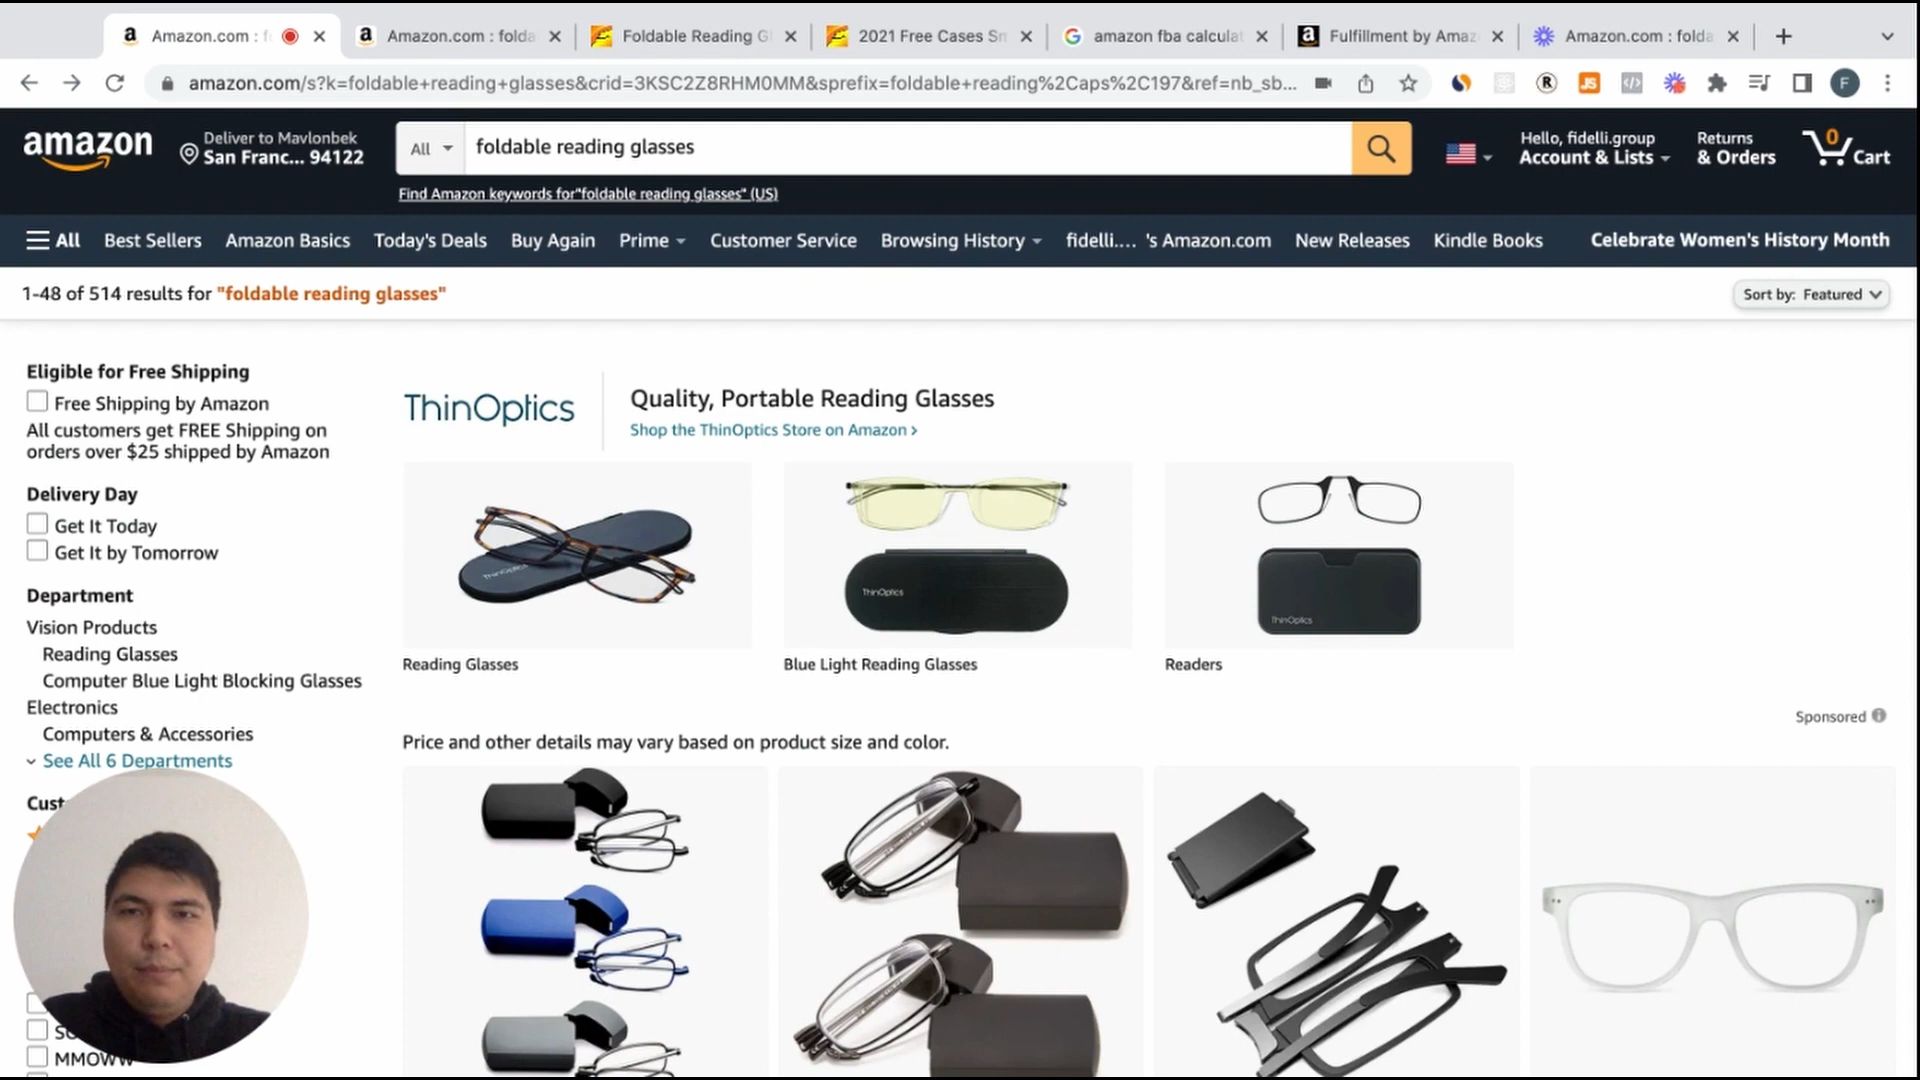 Amazon.com : f
Amazon.com : folda
Foldable Reading Gl
2021 Free Cases Sm
amazon fba calculat
Fulfillment by Amaz
Amazon.com : folda
amazon.com/s?k=foldable+reading+glasses&crid=3KSC2Z8RHM0MM&sprefix=foldable+reading%2Caps%2C197&ref=nb_sb...
R
JS
F
amazon
Deliver to Mavlonbek
San Franc... 94122
All
foldable reading glasses
Find Amazon keywords for"foldable reading glasses" (US)
Hello, fidelli.group
Account & Lists
Returns
& Orders
0
Cart
All
Best Sellers
Amazon Basics
Today's Deals
Buy Again
Prime
Customer Service
Browsing History
fidelli.... 's Amazon.com
New Releases
Kindle Books
Celebrate Women's History Month
1-48 of 514 results for "foldable reading glasses"
Sort by: Featured
Eligible for Free Shipping
Free Shipping by Amazon
All customers get FREE Shipping on
orders over $25 shipped by Amazon
Delivery Day
Get It Today
Get It by Tomorrow
Department
Vision Products
Reading Glasses
Computer Blue Light Blocking Glasses
Electronics
Computers & Accessories
See All 6 Departments
Cust
MMOWW
ThinOptics
Quality, Portable Reading Glasses
Shop the ThinOptics Store on Amazon ›
ThinOptics
ThinOptics
ThinOptics
Reading Glasses
Blue Light Reading Glasses
Readers
Sponsored
Price and other details may vary based on product size and color.